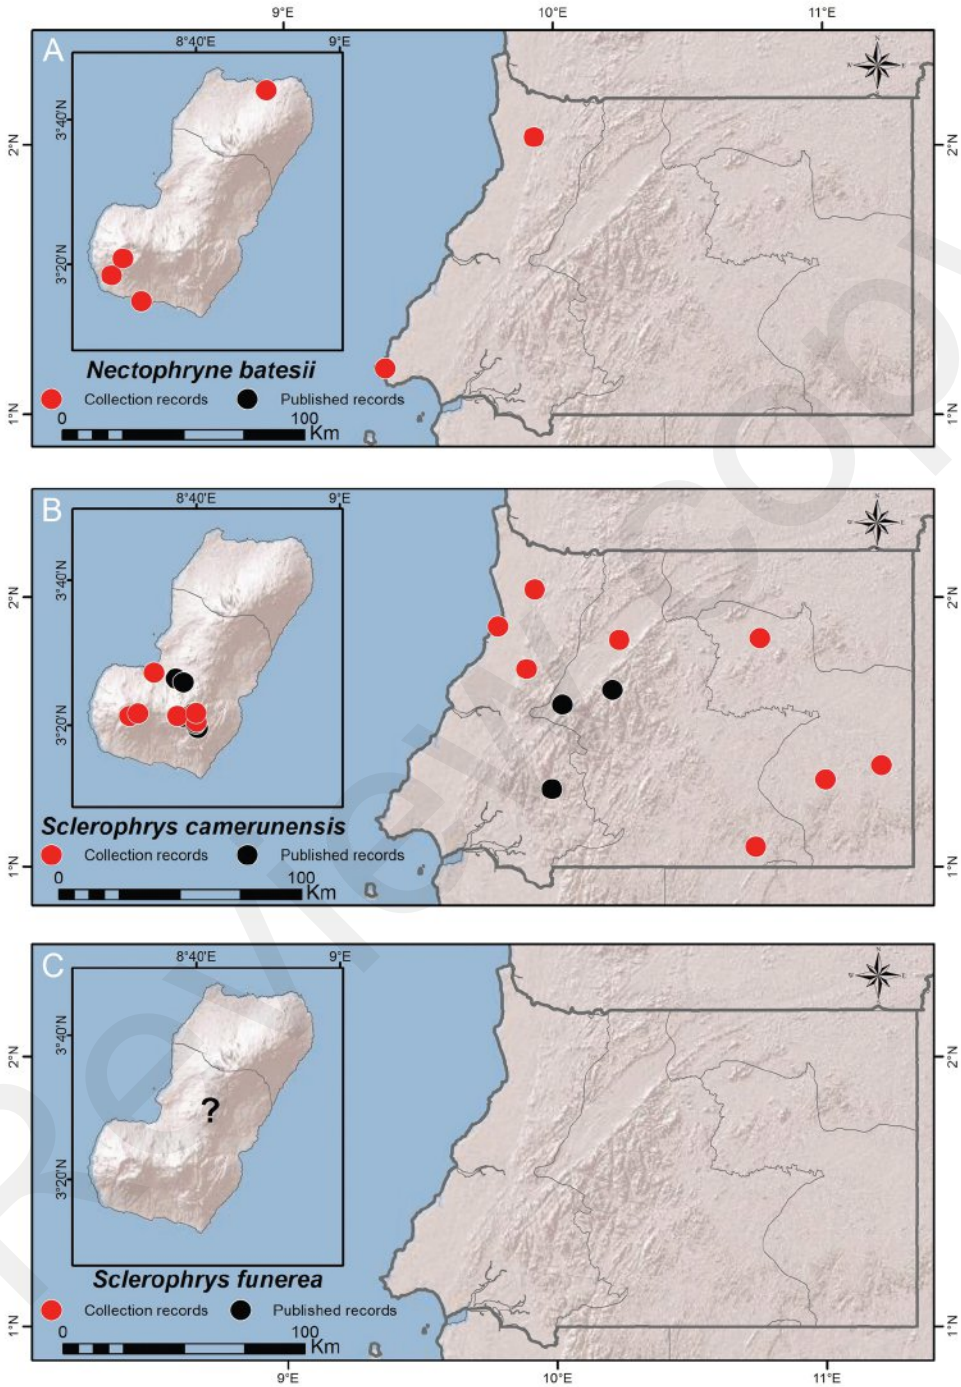 9°E 10°E 11°E
A
8°40'E 9°E
3°40'N
3°20'N
2°N 2°N
N
W E
Nectophryne batesii
Collection records Published records
0 100
Km
1°N 1°N
B
8°40'E 9°E
3°40'N
3°20'N
2°N 2°N
N
W E
Sclerophrys camerunensis
Collection records Published records
0 100
Km
1°N 1°N
C
8°40'E 9°E
3°40'N
3°20'N
?
2°N 2°N
N
W E
Sclerophrys funerea
Collection records Published records
0 100
Km
1°N 1°N
9°E 10°E 11°E
Review copy